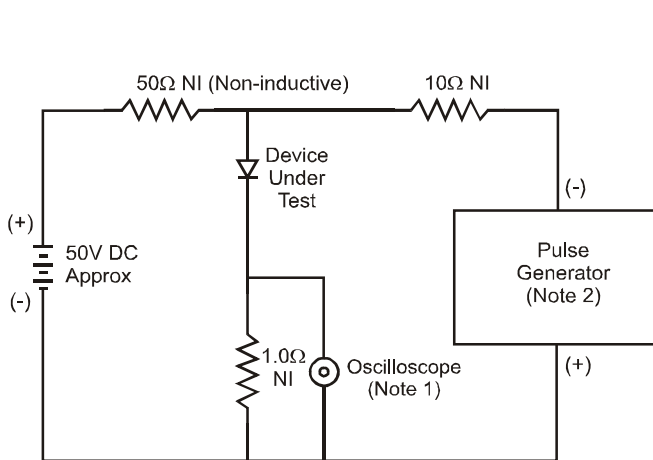 50Ω NI (Non-inductive)
10Ω NI
Device
Under
Test
(-)
(+)
50V DC
Approx
(-)
Pulse
Generator
(Note 2)
1.0Ω
NI
Oscilloscope
(Note 1)
(+)